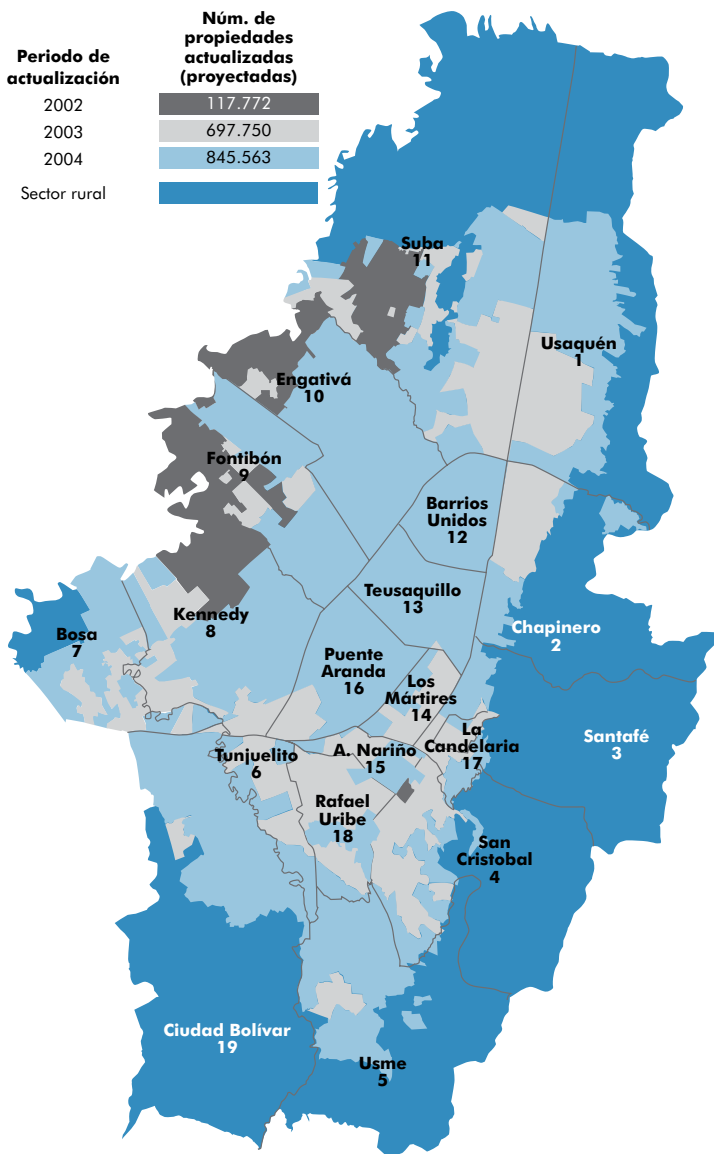 Periodo de
actualización
Núm. de
propiedades
actualizadas
(proyectadas)
2002
117.772
2003
697.750
2004
845.563
Sector rural
Suba
11
Usaquén
1
Engativá
10
Fontibón
9
Barrios
Unidos
12
Teusaquillo
13
Kennedy
8
Bosa
7
Chapinero
2
Puente
Aranda
16
Los
Mártires
14
Santafé
3
La
Candelaria
17
A. Nariño
15
Tunjuelito
6
Rafael
Uribe
18
San
Cristobal
4
Ciudad Bolívar
19
Usme
5